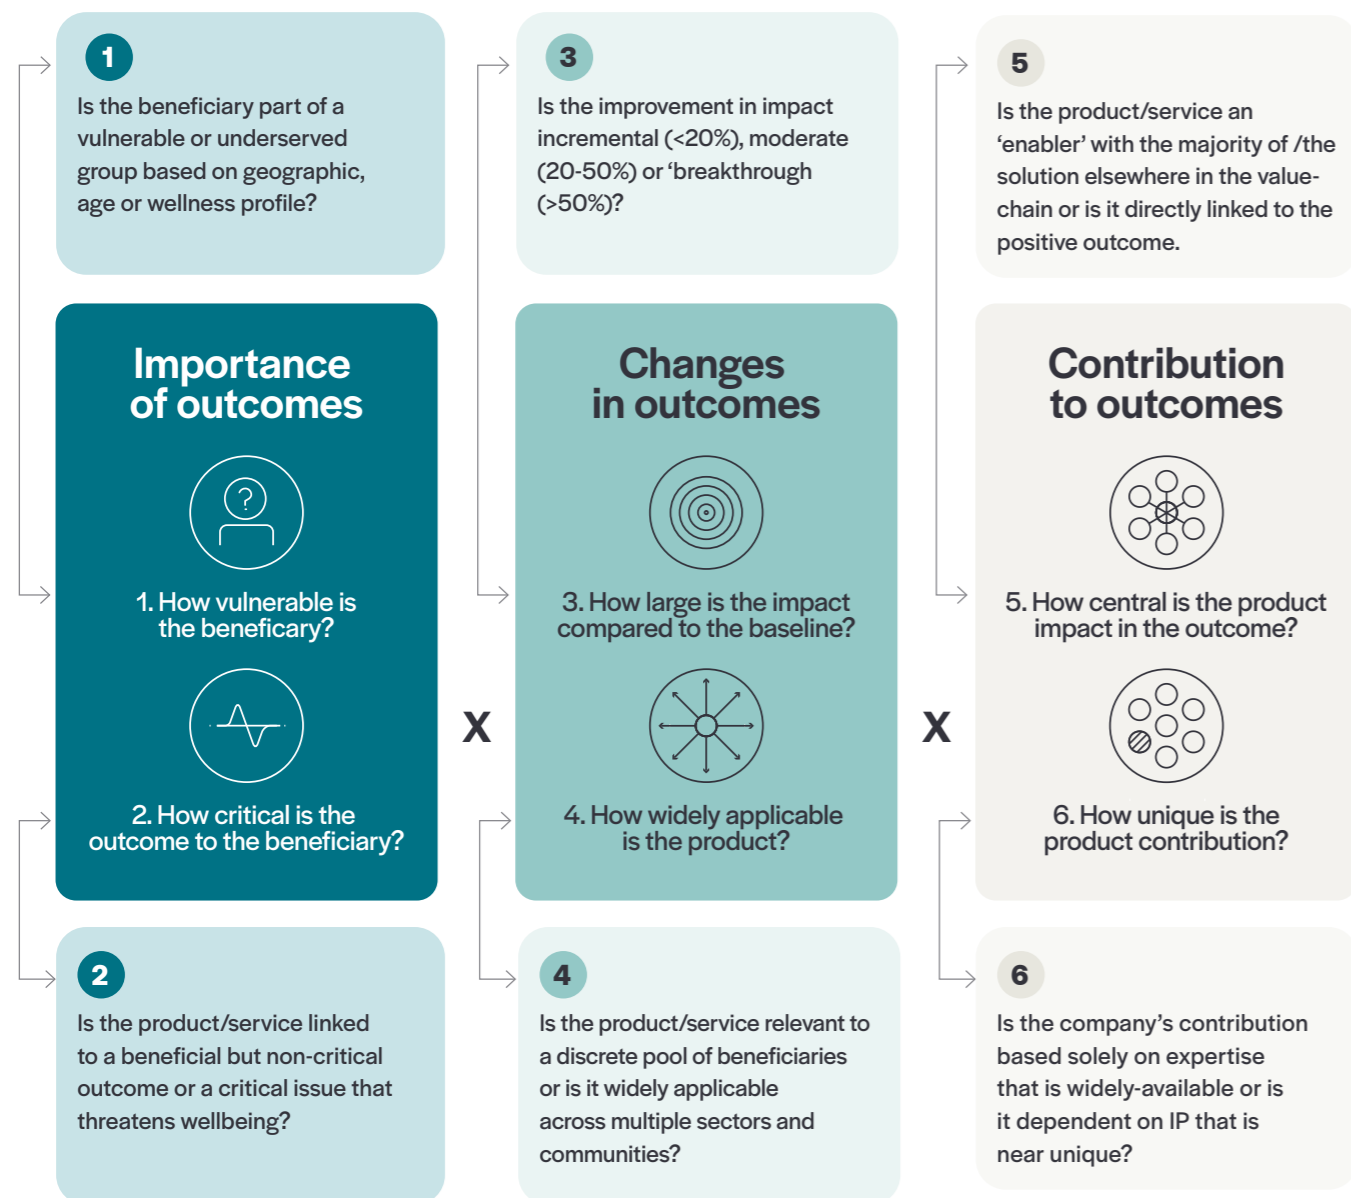 1
Is the beneficiary part of a
vulnerable or underserved
group based on geographic,
age or wellness profile?
3
Is the improvement in impact
incremental (<20%), moderate
(20-50%) or ‘breakthrough
(>50%)?
5
Is the product/service an
‘enabler’ with the majority of /the
solution elsewhere in the value-
chain or is it directly linked to the
positive outcome.
Importance
of outcomes
?
1. How vulnerable is
the beneficary?
2. How critical is the
outcome to the beneficiary?
X
Changes
in outcomes
3. How large is the impact
compared to the baseline?
4. How widely applicable
is the product?
X
Contribution
to outcomes
5. How central is the product
impact in the outcome?
6. How unique is the
product contribution?
2
Is the product/service linked
to a beneficial but non-critical
outcome or a critical issue that
threatens wellbeing?
4
Is the product/service relevant to
a discrete pool of beneficiaries
or is it widely applicable
across multiple sectors and
communities?
6
Is the company’s contribution
based solely on expertise
that is widely-available or is
it dependent on IP that is
near unique?